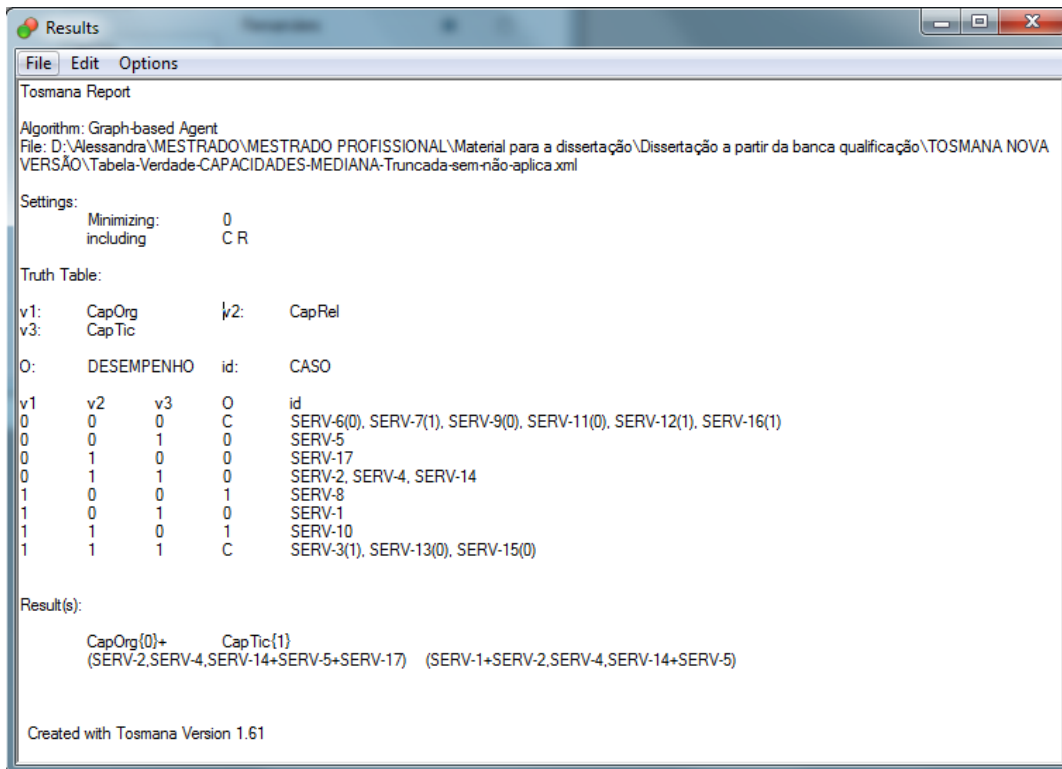 Results
File Edit Options
Tosmana Report
Algorithm: Graph-based Agent
File: D:\Alessandra\MESTRADO\MESTRADO PROFISSIONAL\Material para a dissertação\Dissertação a partir da banca qualificação\TOSMANA NOVA
VERSÃO\Tabela-Verdade-CAPACIDADES-MEDIANA-Truncada-sem-não-aplica.xml
Settings:
Minimizing: 0
including C R
Truth Table:
v1: CapOrg v2: CapRel
v3: CapTic
O: DESEMPENHO id: CASO
v1 v2 v3 O id
0 0 0 C SERV-6(0), SERV-7(1), SERV-9(0), SERV-11(0), SERV-12(1), SERV-16(1)
0 0 1 0 SERV-5
0 1 0 0 SERV-17
0 1 1 0 SERV-2, SERV-4, SERV-14
1 0 0 1 SERV-8
1 0 1 0 SERV-1
1 1 0 1 SERV-10
1 1 1 C SERV-3(1), SERV-13(0), SERV-15(0)
Result(s):
CapOrg{0}+ CapTic{1}
(SERV-2,SERV-4,SERV-14+SERV-5+SERV-17) (SERV-1+SERV-2,SERV-4,SERV-14+SERV-5)
Created with Tosmana Version 1.61